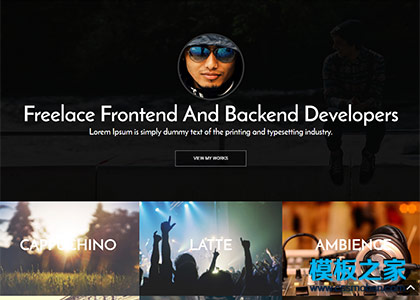 Freelace Frontend And Backend Developers
Lorem Ipsum is simply dummy text of the printing and typesetting industry.
VIEW MY WORKS
CAPPUCHINO
LATTE
AMBIENCE
模板之家